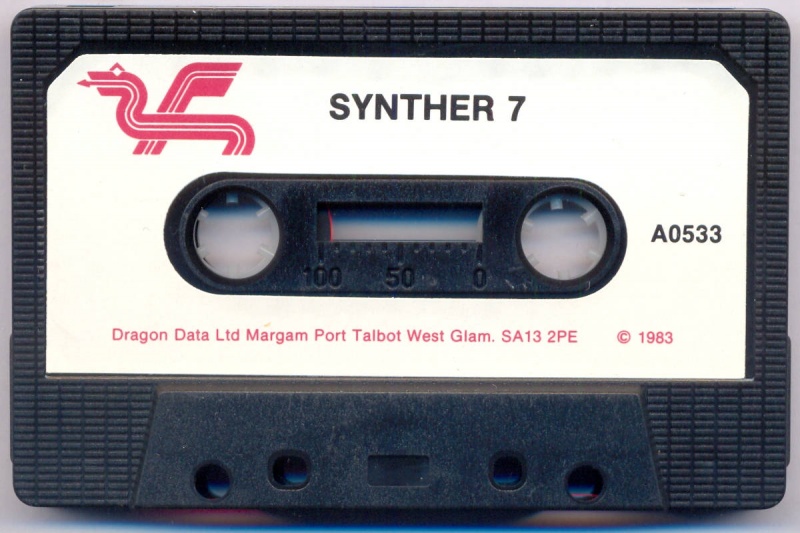 SYNTHER 7
A0533
100 50 0
Dragon Data Ltd Margam Port Talbot West Glam. SA13 2PE © 1983